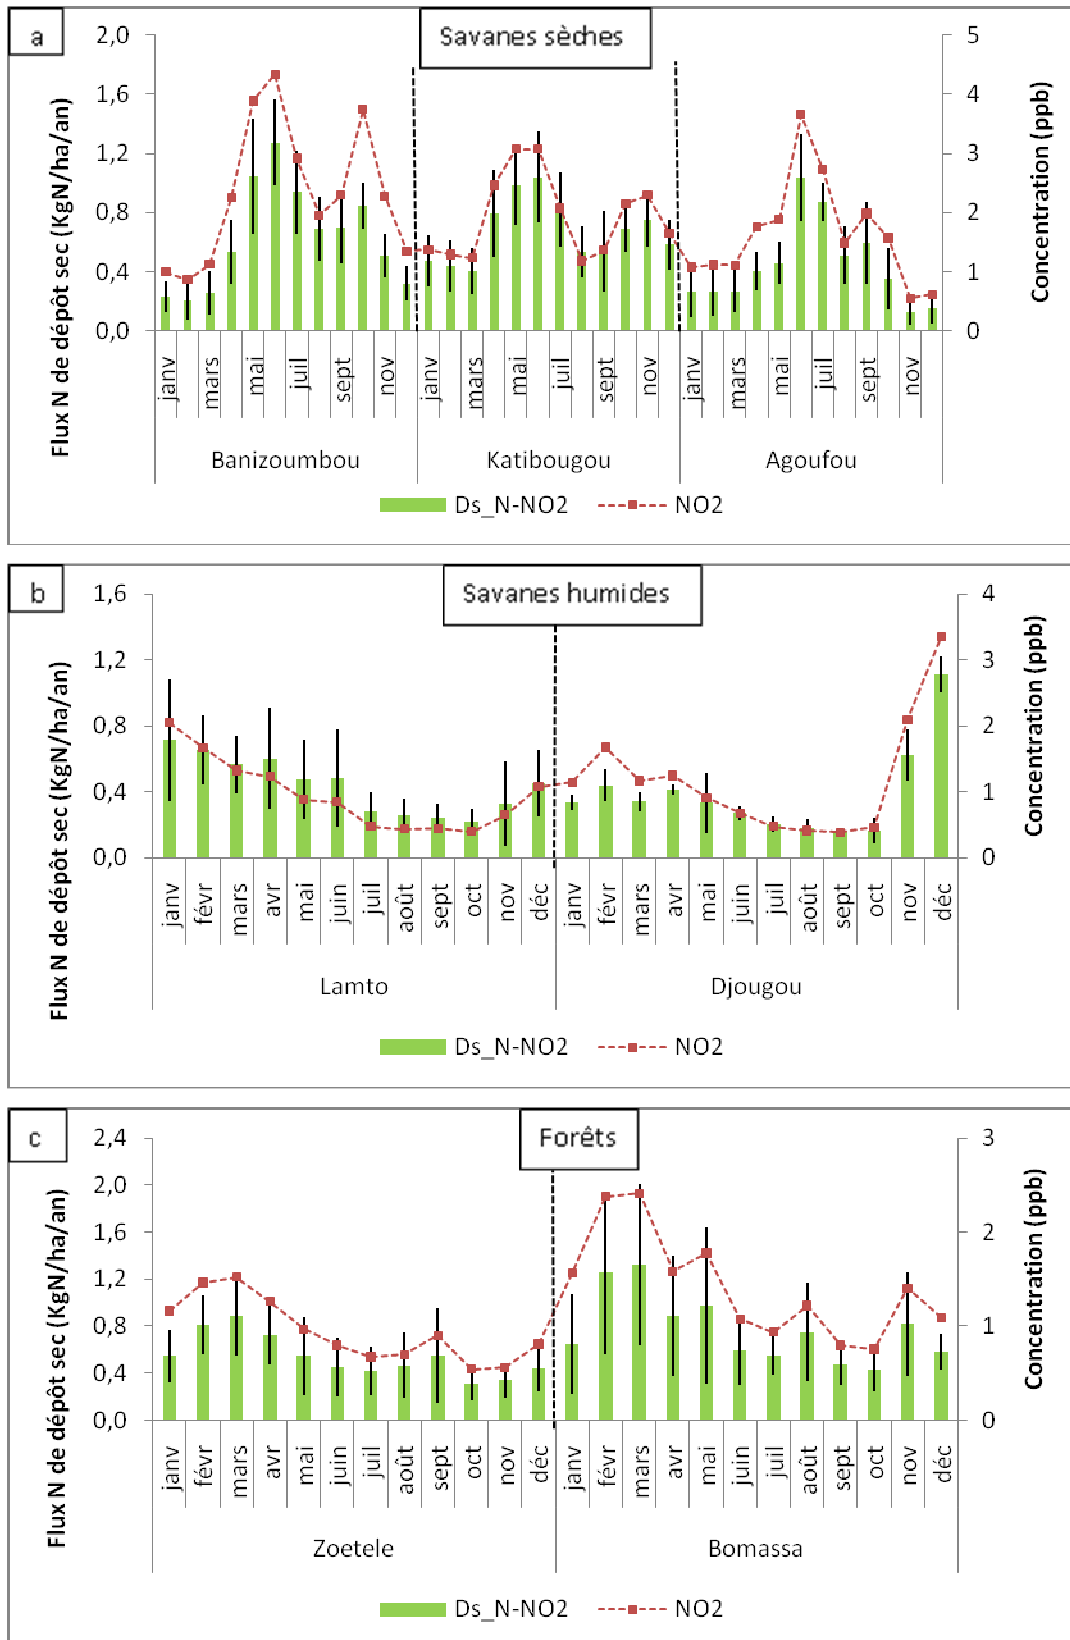 a
Savanes sèches
Flux N de dépôt sec (KgN/ha/an)
2,0
1,6
1,2
0,8
0,4
0,0
5
4
3
2
1
0
Concentration (ppb)
janv mars mai juil sept nov janv mars mai juil sept nov janv mars mai juil sept nov
Banizoumbou Katibougou Agoufou
Ds_N-NO2 NO2
b
Savanes humides
Flux N de dépôt sec (KgN/ha/an)
1,6
1,2
0,8
0,4
0,0
4
3
2
1
0
Concentration (ppb)
janv févr mars avr mai juin juil août sept oct nov déc janv févr mars avr mai juin juil août sept oct nov déc
Lamto Djougou
Ds_N-NO2 NO2
c
Forêts
Flux N de dépôt sec (KgN/ha/an)
2,4
2,0
1,6
1,2
0,8
0,4
0,0
3
2
1
0
Concentration (ppb)
janv févr mars avr mai juin juil août sept oct nov déc janv févr mars avr mai juin juil août sept oct nov déc
Zoetele Bomassa
Ds_N-NO2 NO2